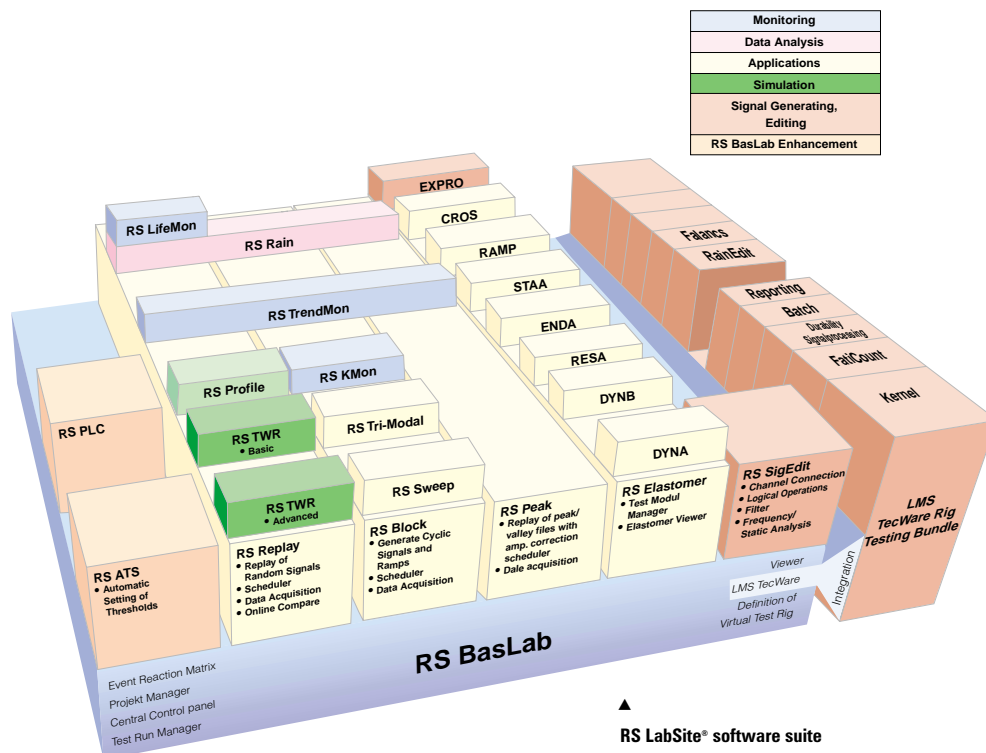 Monitoring
Data Analysis
Applications
Simulation
Signal Generating,
Editing
RS BasLab Enhancement
EXPRO
CROS
RAMP
STAA
ENDA
RESA
DYNB
DYNA
RS LifeMon
RS Rain
RS TrendMon
RS Profile
RS KMon
RS TWR
• Basic
RS Tri-Modal
RS TWR
• Advanced
RS Sweep
Falancs
RainEdit
Reporting
Batch
Durability
Signalprocessing
FatiCount
Kernel
LMS
TecWare Rig
Testing Bundle
RS PLC
RS ATS
• Automatic
Setting of
Thresholds
RS Replay
• Replay of
Random Signals
• Scheduler
• Data Acquisition
• Online Compare
RS Block
• Generate Cyclic
Signals and
Ramps
• Scheduler
• Data Acquisition
RS Peak
• Replay of peak/
valley files with
amp. correction
scheduler
• Dale acquisition
RS Elastomer
• Test Modul
Manager
• Elastomer Viewer
RS SigEdit
• Channel Connection
• Logical Operations
• Filter
• Frequency/
Static Analysis
Viewer
LMS TecWare
Definition of
Virtual Test Rig
Integration
RS BasLab
Event Reaction Matrix
Projekt Manager
Central Control panel
Test Run Manager
▲
RS LabSite® software suite